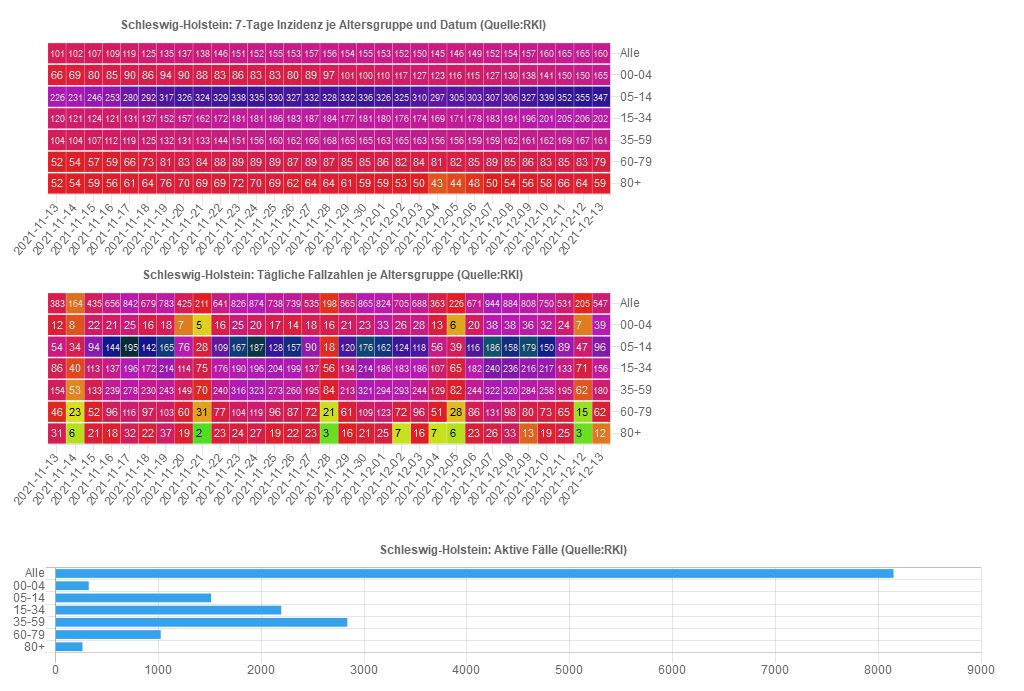 Schleswig-Holstein: 7-Tage Inzidenz je Altersgruppe und Datum (Quelle:RKI)
101 102 107 109 119 125 135 137 138 146 151 152 155 153 157 156 154 155 153 152 150 145 146 149 152 154 157 160 165 165 160 Alle
66 69 80 85 90 86 94 90 88 83 86 83 83 80 89 97 101 100 110 117 127 123 116 115 127 130 138 141 150 150 165 00-04
226 231 246 253 280 292 317 326 324 329 338 335 330 327 332 328 332 336 326 325 310 297 305 303 307 306 327 339 352 355 347 05-14
120 121 124 121 131 137 152 157 162 172 181 181 186 183 187 184 177 181 180 176 174 169 171 178 183 191 196 201 205 206 202 15-34
104 104 107 112 119 125 132 131 133 144 151 156 160 162 166 168 165 165 163 165 163 156 156 159 159 159 162 161 169 167 161 35-59
52 54 57 59 66 73 81 83 84 88 89 89 89 87 89 87 85 85 86 82 84 81 82 85 89 85 86 83 85 83 79 60-79
52 54 59 56 61 64 76 70 69 69 72 70 69 62 64 64 61 59 59 53 50 43 44 48 50 54 56 58 66 64 59 80+
2021-11-13 2021-11-14 2021-11-15 2021-11-16 2021-11-17 2021-11-18 2021-11-19 2021-11-20 2021-11-21 2021-11-22 2021-11-23 2021-11-24 2021-11-25 2021-11-26 2021-11-27 2021-11-28 2021-11-29 2021-11-30 2021-12-01 2021-12-02 2021-12-03 2021-12-04 2021-12-05 2021-12-06 2021-12-07 2021-12-08 2021-12-09 2021-12-10 2021-12-11 2021-12-12 2021-12-13
Schleswig-Holstein: Tägliche Fallzahlen je Altersgruppe (Quelle:RKI)
383 164 435 656 842 679 783 425 211 641 826 874 738 739 535 198 565 865 824 705 688 363 226 671 944 884 808 750 531 205 547 Alle
12 8 22 21 25 16 18 7 5 16 25 20 17 14 18 16 21 23 33 26 28 13 6 20 38 38 36 32 24 7 39 00-04
54 34 94 144 195 142 165 76 28 109 167 187 128 157 90 18 120 176 162 124 118 56 39 116 186 158 179 150 89 47 96 05-14
86 40 113 137 196 172 214 114 75 176 190 196 204 199 137 56 134 214 186 183 186 107 65 182 240 236 216 217 133 71 156 15-34
154 53 133 239 278 230 243 149 70 240 316 323 273 260 195 84 213 321 294 293 244 129 82 244 322 320 284 258 195 62 180 35-59
46 23 52 96 116 97 103 60 31 77 104 119 96 87 72 21 61 109 123 72 96 51 28 86 131 98 80 73 65 15 62 60-79
31 6 21 18 32 22 37 19 2 23 24 27 19 22 23 3 16 21 25 7 16 7 6 23 26 33 13 19 25 3 12 80+
2021-11-13 2021-11-14 2021-11-15 2021-11-16 2021-11-17 2021-11-18 2021-11-19 2021-11-20 2021-11-21 2021-11-22 2021-11-23 2021-11-24 2021-11-25 2021-11-26 2021-11-27 2021-11-28 2021-11-29 2021-11-30 2021-12-01 2021-12-02 2021-12-03 2021-12-04 2021-12-05 2021-12-06 2021-12-07 2021-12-08 2021-12-09 2021-12-10 2021-12-11 2021-12-12 2021-12-13
Schleswig-Holstein: Aktive Fälle (Quelle:RKI)
Alle
00-04
05-14
15-34
35-59
60-79
80+
0 1000 2000 3000 4000 5000 6000 7000 8000 9000